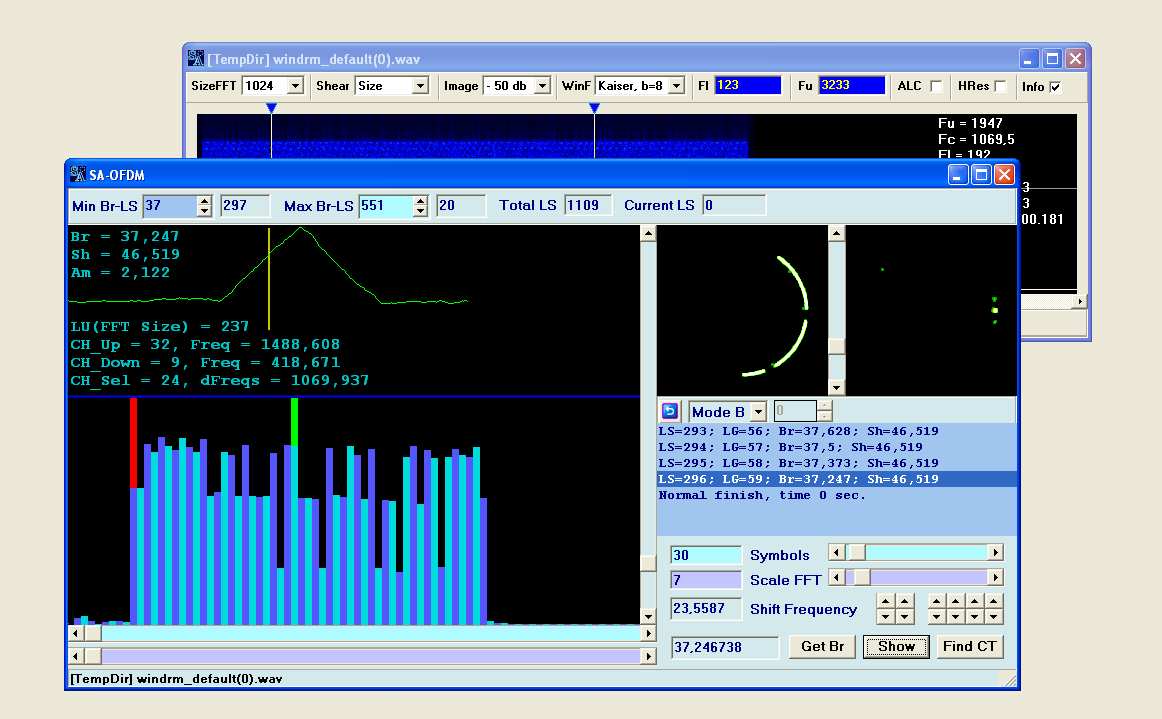 [TempDir] windrm_default(0).wav
SizeFFT 1024 Shear Size Image - 50 db WinF Kaiser, b=8 Fl 123 Fu 3233 ALC HRes Info
Fu = 1947
Fc = 1069,5
Fl = 192
3
3
00.181
SA-OFDM
Min Br-LS 37 297 Max Br-LS 551 20 Total LS 1109 Current LS 0
Br = 37,247
Sh = 46,519
Am = 2,122
LU(FFT Size) = 237
CH_Up = 32, Freq = 1488,608
CH_Down = 9, Freq = 418,671
CH_Sel = 24, dFreqs = 1069,937
Mode B 0
LS=293; LG=56; Br=37,628; Sh=46,519
LS=294; LG=57; Br=37,5; Sh=46,519
LS=295; LG=58; Br=37,373; Sh=46,519
LS=296; LG=59; Br=37,247; Sh=46,519
Normal finish, time 0 sec.
30 Symbols
7 Scale FFT
23,5587 Shift Frequency
37,246738 Get Br Show Find CT
[TempDir] windrm_default(0).wav